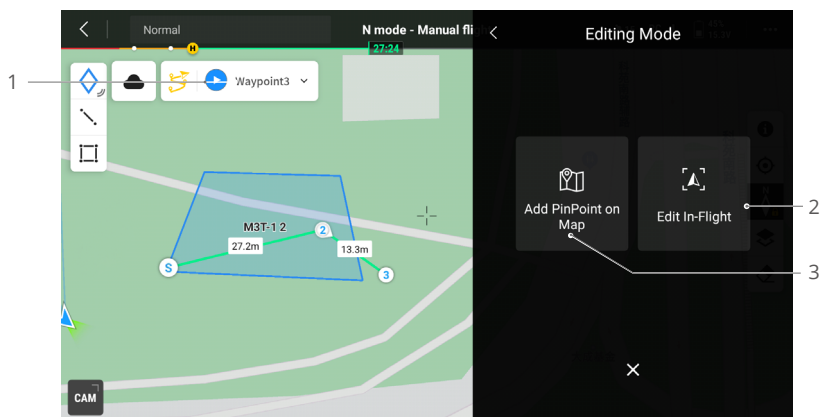 Normal
N mode - Manual fli
Editing Mode
H
27:24
1
Waypoint3
M3T-1 2
2
27.2m
13.3m
S
3
Add PinPoint on
Map
Edit In-Flight
2
3
CAM